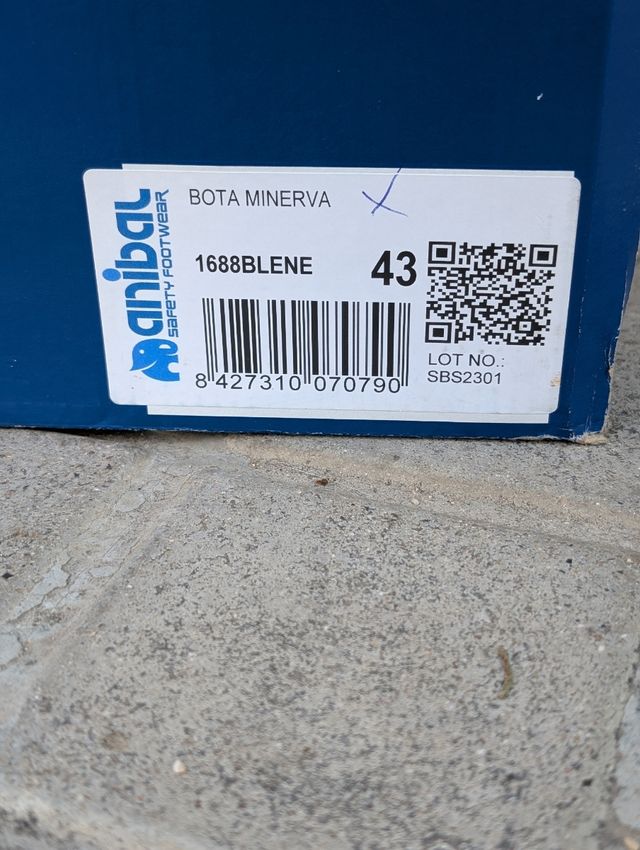 anibal
SAFETY FOOTWEAR
BOTA MINERVA
1688BLENE
43
8 427310 070790
LOT NO.:
SBS2301